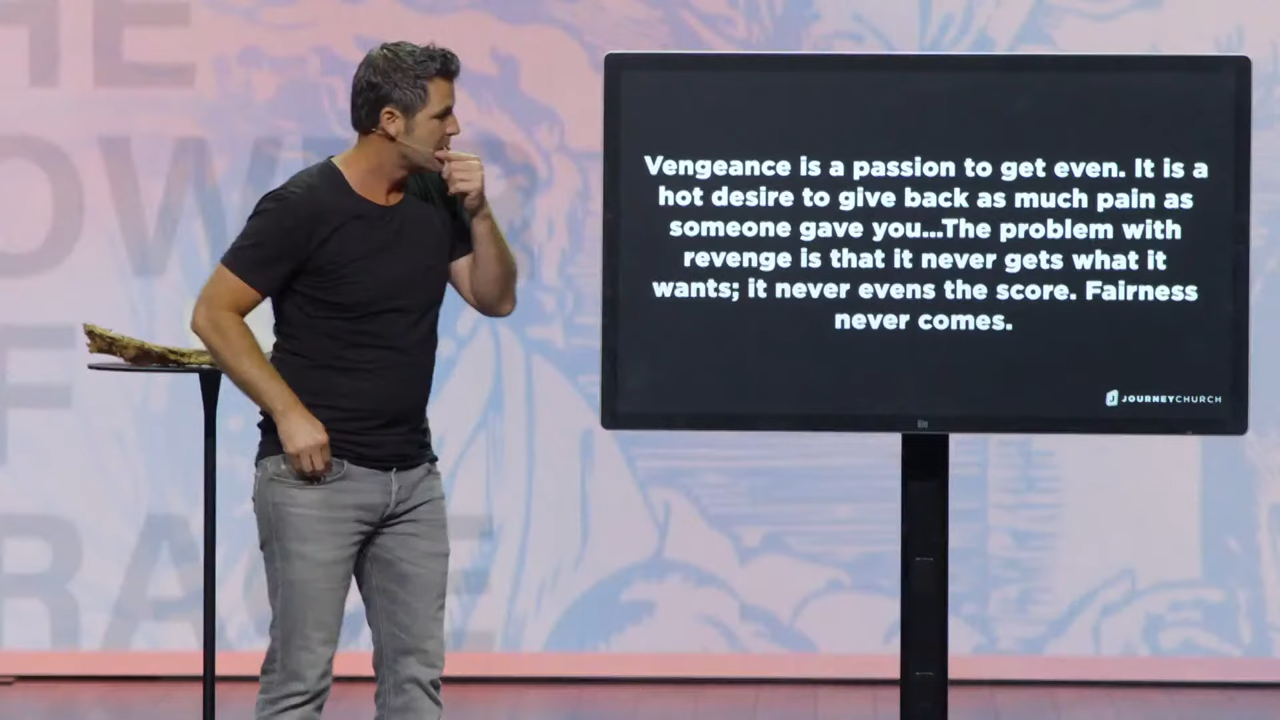 Vengeance is a passion to get even. It is a
hot desire to give back as much pain as
someone gave you...The problem with
revenge is that it never gets what it
wants; it never evens the score. Fairness
never comes.
JOURNEYCHURCH
elo